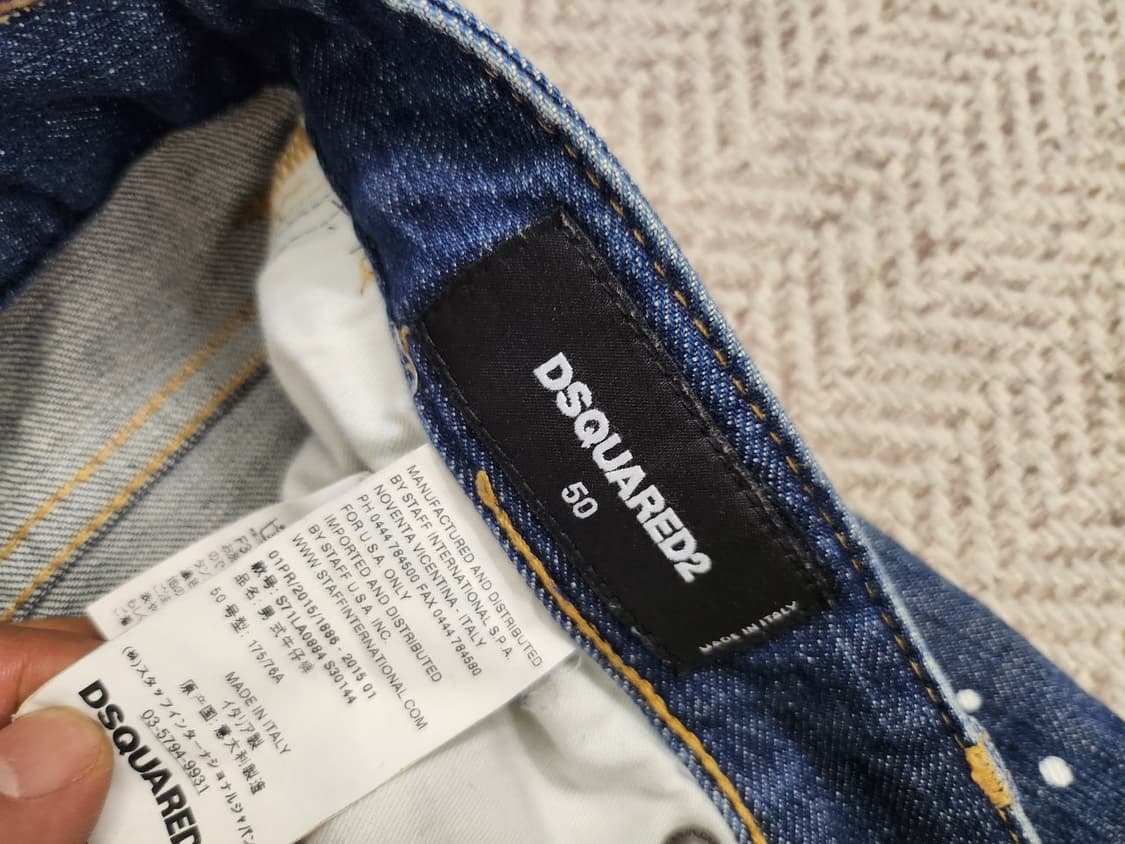 DSQUARED2
50
MADE IN ITALY
MANUFACTURED AND DISTRIBUTED
BY STAFF INTERNATIONAL S.P.A.
NOVENTA VICENTINA - ITALY
PH 0444 784500 FAX 0444 784580
FOR U.S.A. ONLY
IMPORTED AND DISTRIBUTED
BY STAFF U.S.A. INC.
WWW.STAFFINTERNATIONAL.COM
01PR/2015/1886 - 2015 01
款号: S71LA0884 S30144
品名: 男式牛仔裤
50 号型: 175/76A
MADE IN ITALY
イタリア製
原产国: 意大利製造
(株)スタッフインターナショナルジャパン
03-5794-9931
DSQUARED